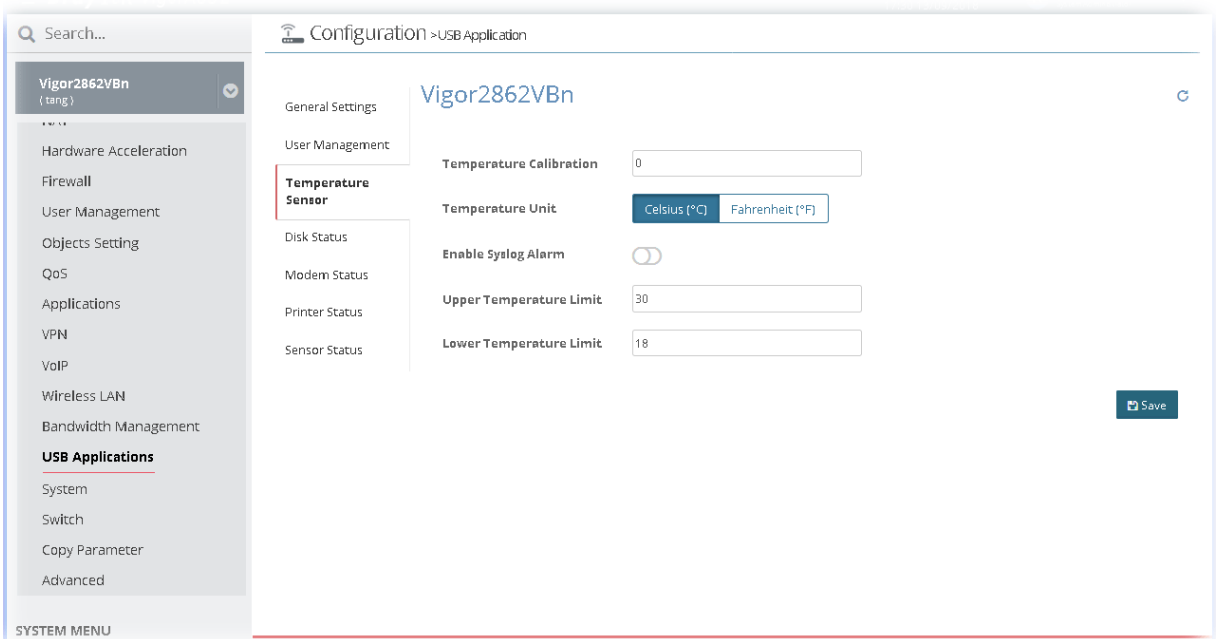 Search...
Configuration >USB Application
Vigor2862VBn
( tang )
Hardware Acceleration
Firewall
User Management
Objects Setting
QoS
Applications
VPN
VoIP
Wireless LAN
Bandwidth Management
USB Applications
System
Switch
Copy Parameter
Advanced
SYSTEM MENU
General Settings
User Management
Temperature
Sensor
Disk Status
Modem Status
Printer Status
Sensor Status
Vigor2862VBn
Temperature Calibration 0
Temperature Unit Celsius (°C) Fahrenheit (°F)
Enable Syslog Alarm
Upper Temperature Limit 30
Lower Temperature Limit 18
Save